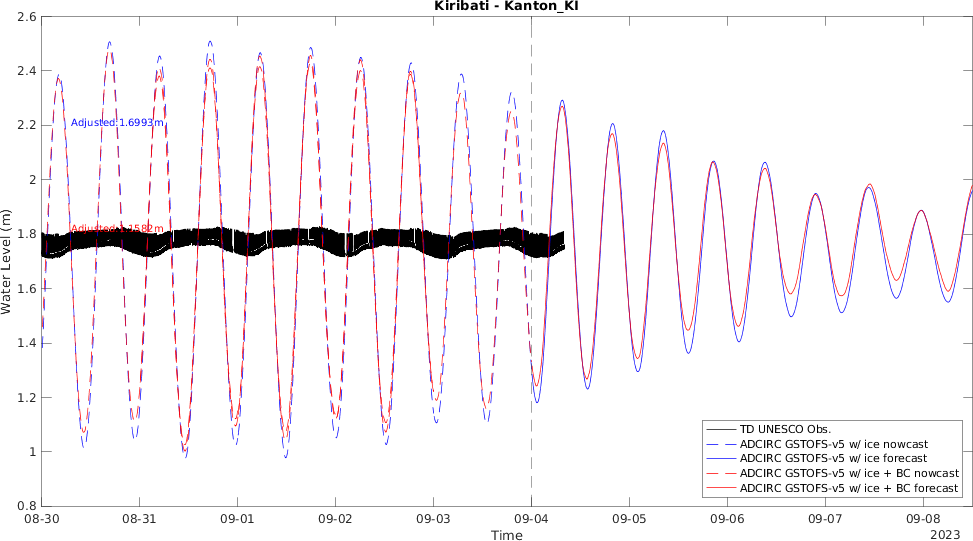 Kiribati - Kanton_KI
2.6
2.4
2.2
2
1.8
1.6
1.4
1.2
1
0.8
Water Level (m)
Adjusted:1.6993m
TD UNESCO Obs.
ADCIRC GSTOFS-v5 w/ ice nowcast
ADCIRC GSTOFS-v5 w/ ice forecast
ADCIRC GSTOFS-v5 w/ ice + BC nowcast
ADCIRC GSTOFS-v5 w/ ice + BC forecast
08-30 08-31 09-01 09-02 09-03 09-04 09-05 09-06 09-07 09-08
Time
2023